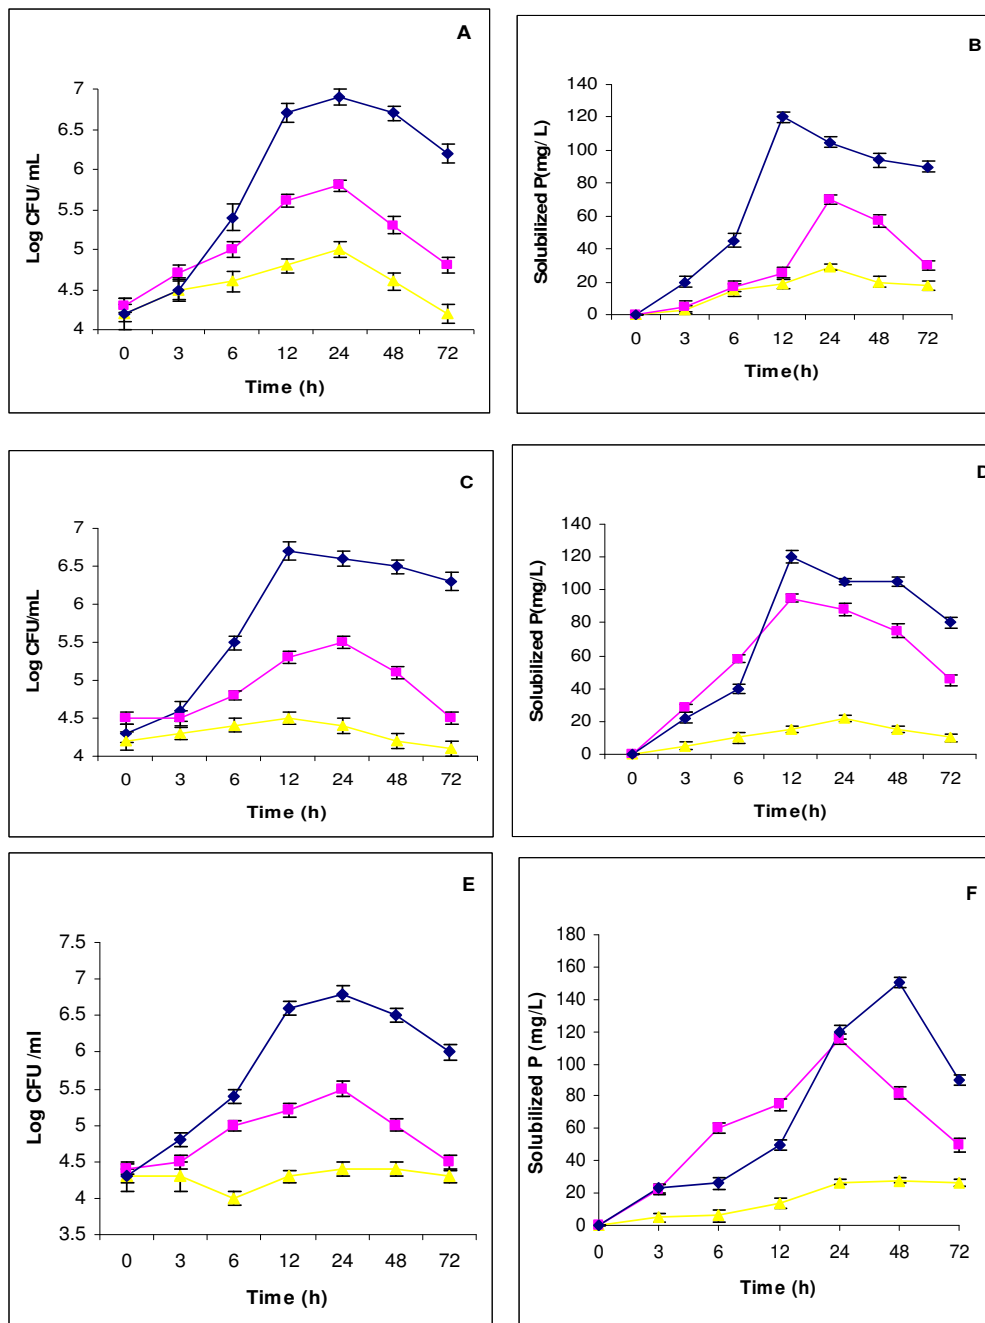 A
Log CFU/ mL
7
6.5
6
5.5
5
4.5
4
0 3 6 12 24 48 72
Time (h)
B
Solubilized P(mg/ L)
140
120
100
80
60
40
20
0
0 3 6 12 24 48 72
Time(h)
C
Log CFU/mL
7
6.5
6
5.5
5
4.5
4
0 3 6 12 24 48 72
Time (h)
D
Solubilized P(mg/L)
140
120
100
80
60
40
20
0
0 3 6 12 24 48 72
Time(h)
E
Log CFU /ml
7.5
7
6.5
6
5.5
5
4.5
4
3.5
0 3 6 12 24 48 72
Time (h)
F
Solubilized P (mg/L)
180
160
140
120
100
80
60
40
20
0
0 3 6 12 24 48 72
Time (h)